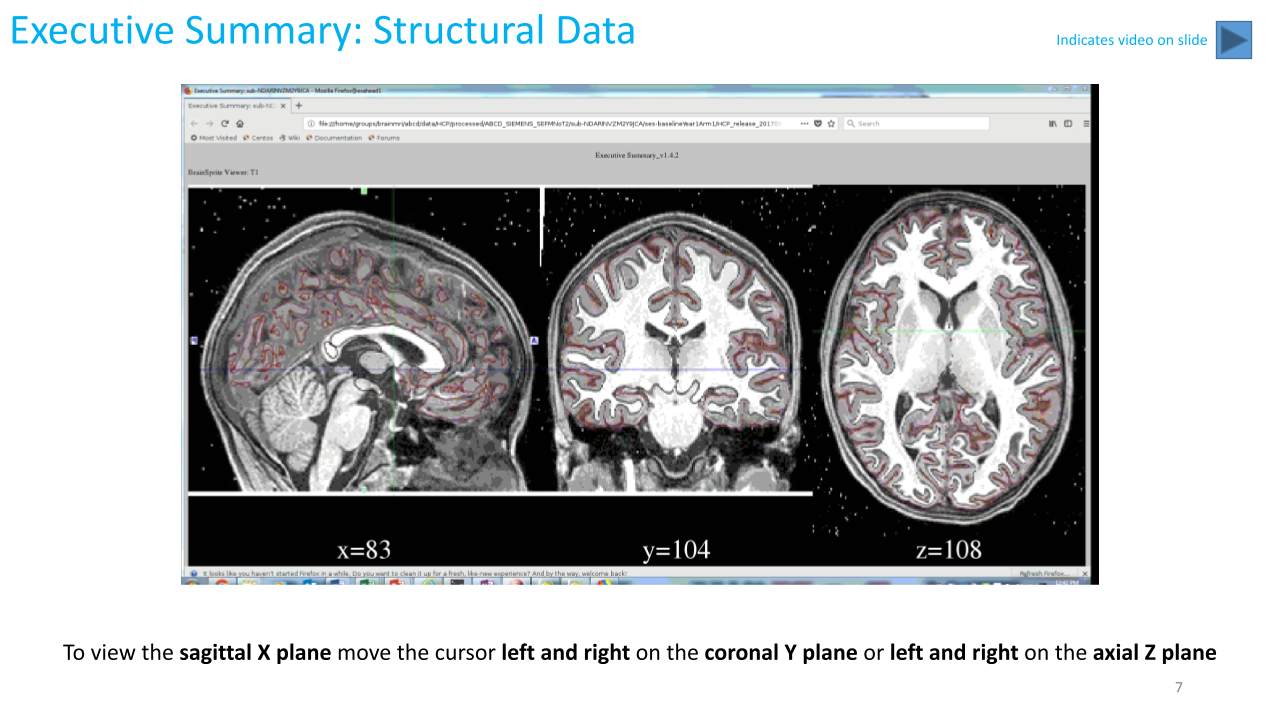 Executive Summary: Structural Data
Indicates video on slide
Executive Summary: sub-NDARINVZM2Y9JCA - Mozilla Firefox@exahead1
Executive Summary: sub-NC
file:///home/groups/brainmri/abcd/data/HCP/processed/ABCD_SIEMENS_SEFMNoT2/sub-NDARINVZM2Y9JCA/ses-baselineYear1Arm1/HCP_release_20170
Search
Most Visited Centos Wiki Documentation Forums
Executive Summary_v1.4.2
BrainSprite Viewer: T1
A
x=83
y=104
z=108
It looks like you haven't started Firefox in a while. Do you want to clean it up for a fresh, like-new experience? And by the way, welcome back!
Refresh Firefox...
12:42 PM
To view the sagittal X plane move the cursor left and right on the coronal Y plane or left and right on the axial Z plane
7